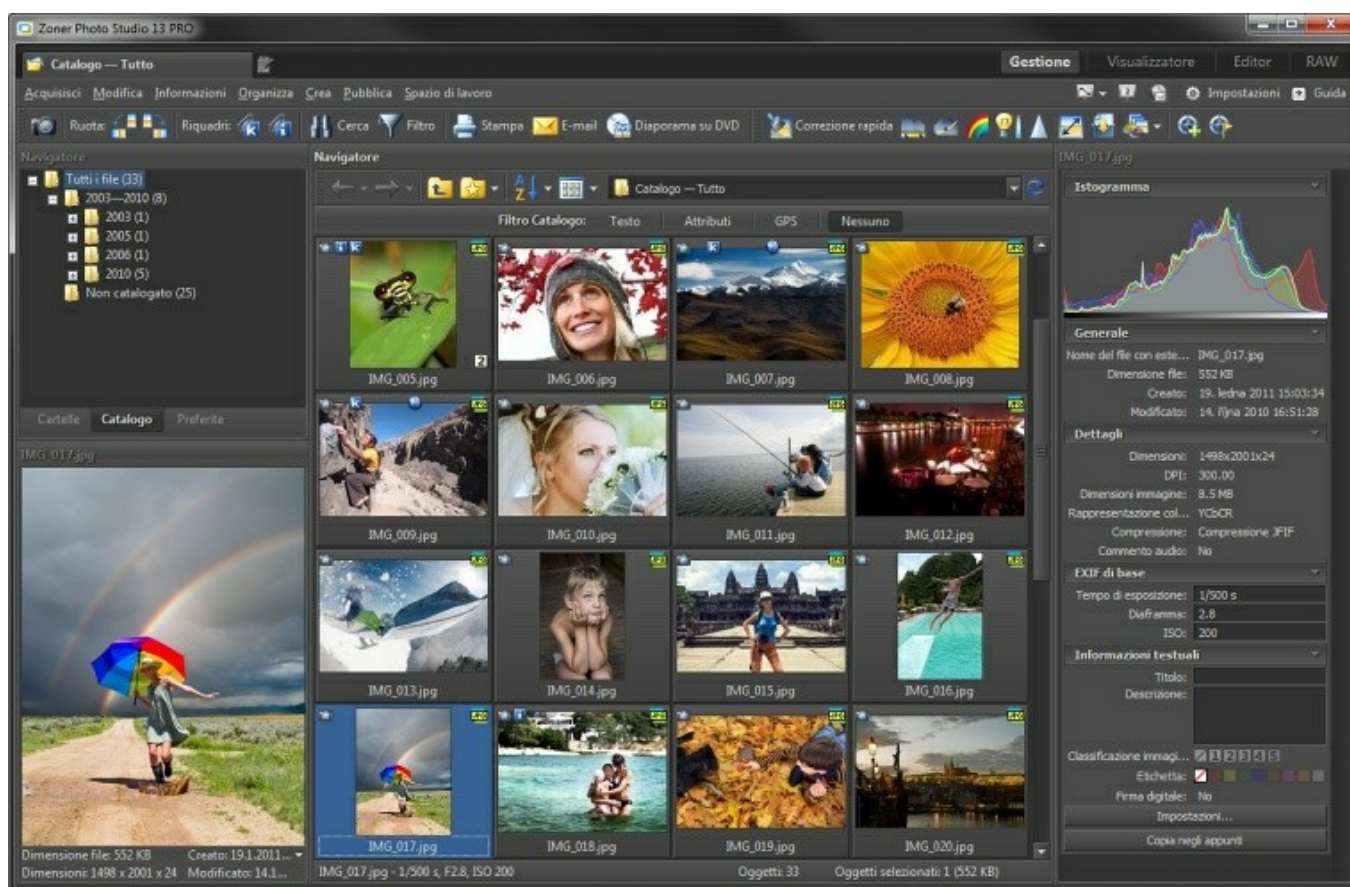 Zoner Photo Studio 13 PRO
Catalogo — Tutto
Gestione Visualizzatore Editor RAW
Acquisisci Modifica Informazioni Organizza Crea Pubblica Spazio di lavoro Impostazioni Guida
Ruota: Riquadri: Cerca Filtro Stampa E-mail Diaporama su DVD Correzione rapida
Navigatore
Tutti i file (33)
2003—2010 (8)
2003 (1)
2005 (1)
2006 (1)
2010 (5)
Non catalogato (25)
Cartelle Catalogo Preferite
IMG_017.jpg
Dimensione file: 552 KB Creato: 19.1.2011...
Dimensioni: 1498 x 2001 x 24 Modificato: 14.1...
Navigatore
Catalogo — Tutto
Filtro Catalogo: Testo Attributi GPS Nessuno
2
IMG_005.jpg IMG_006.jpg IMG_007.jpg IMG_008.jpg
IMG_009.jpg IMG_010.jpg IMG_011.jpg IMG_012.jpg
IMG_013.jpg IMG_014.jpg IMG_015.jpg IMG_016.jpg
IMG_017.jpg IMG_018.jpg IMG_019.jpg IMG_020.jpg
IMG_017.jpg - 1/500 s, F2.8, ISO 200 Oggetti: 33 Oggetti selezionati: 1 (552 KB)
IMG_017.jpg
Istogramma
Generale
Nome del file con este... IMG_017.jpg
Dimensione file: 552 KB
Creato: 19. ledna 2011 15:03:34
Modificato: 14. října 2010 16:51:28
Dettagli
Dimensioni: 1498x2001x24
DPI: 300.00
Dimensioni immagine: 8.5 MB
Rappresentazione col... YCbCR
Compressione: Compressione JFIF
Commento audio: No
EXIF di base
Tempo di esposizione: 1/500 s
Diaframma: 2.8
ISO: 200
Informazioni testuali
Titolo:
Descrizione:
Classificazione immagi... 1 2 3 4 5
Etichetta:
Firma digitale: No
Impostazioni...
Copia negli appunti